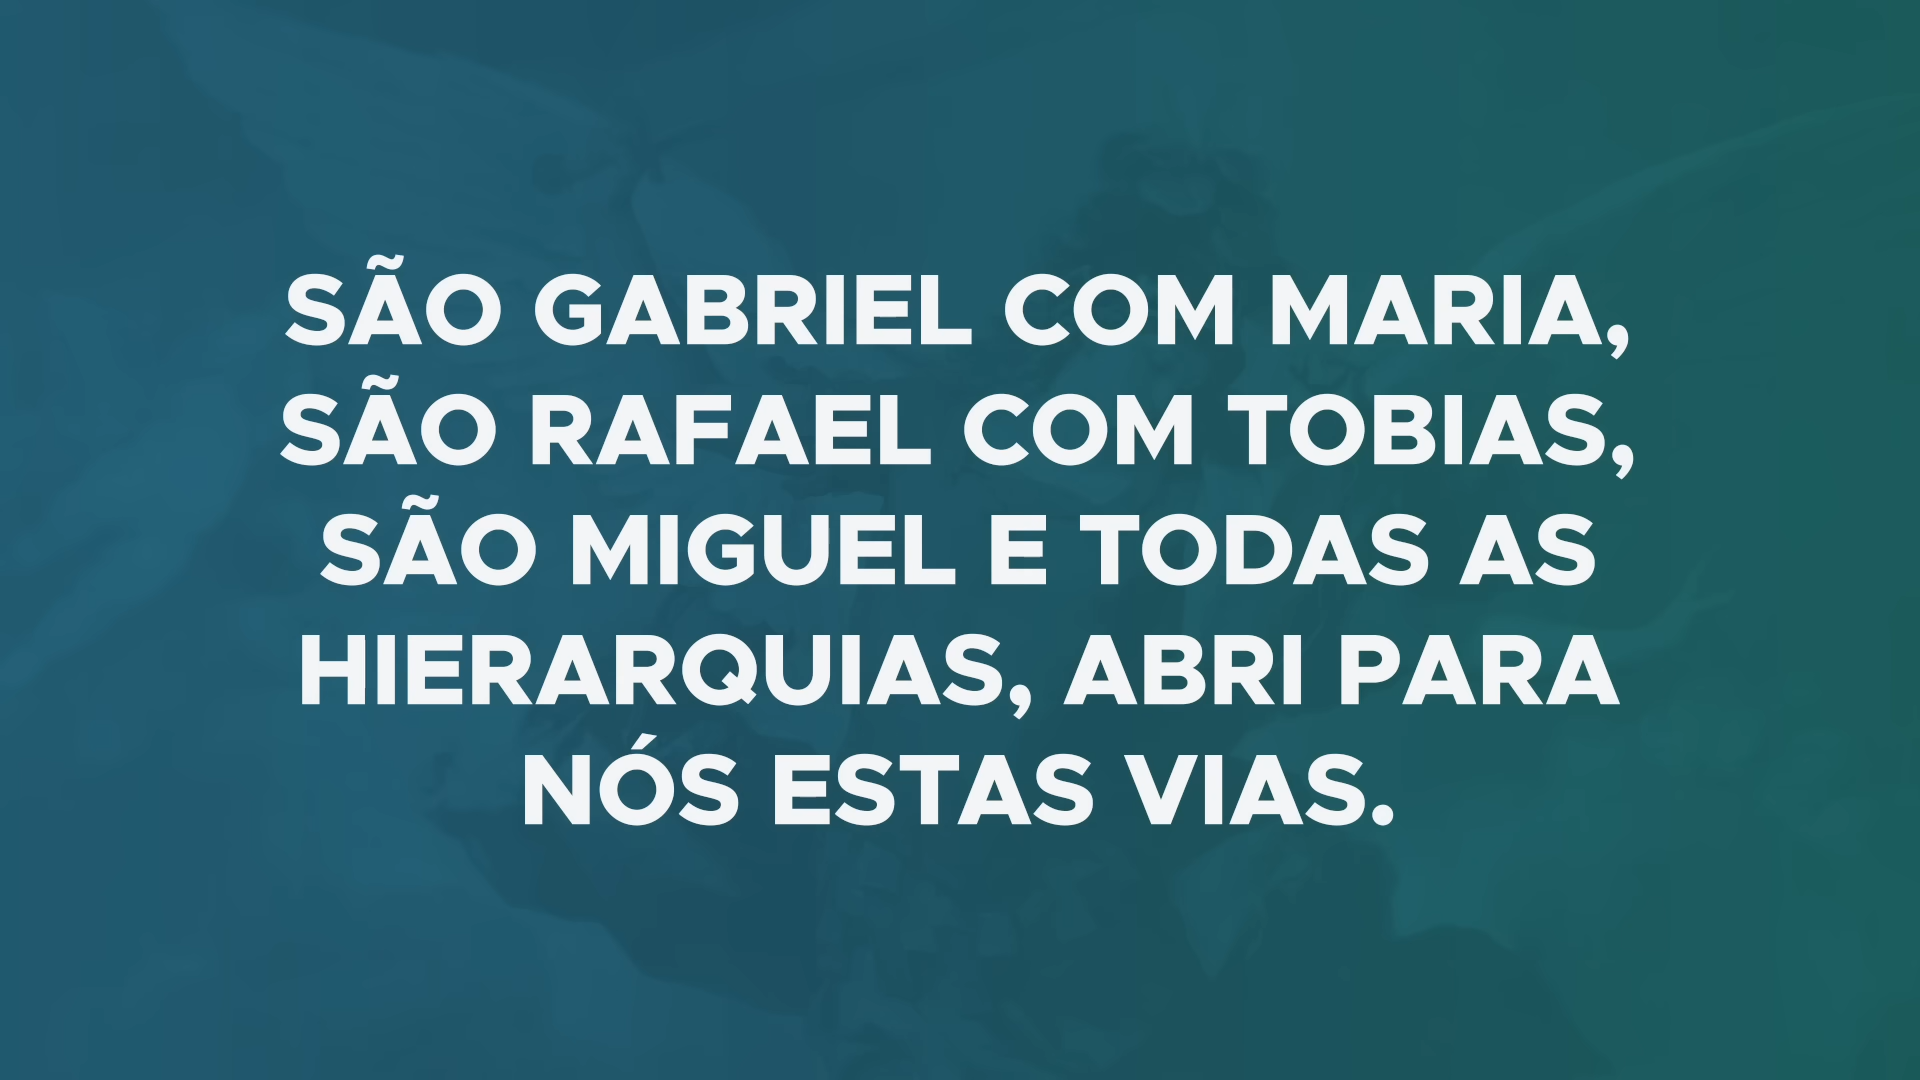 SÃO GABRIEL COM MARIA,
SÃO RAFAEL COM TOBIAS,
SÃO MIGUEL E TODAS AS
HIERARQUIAS, ABRI PARA
NÓS ESTAS VIAS.